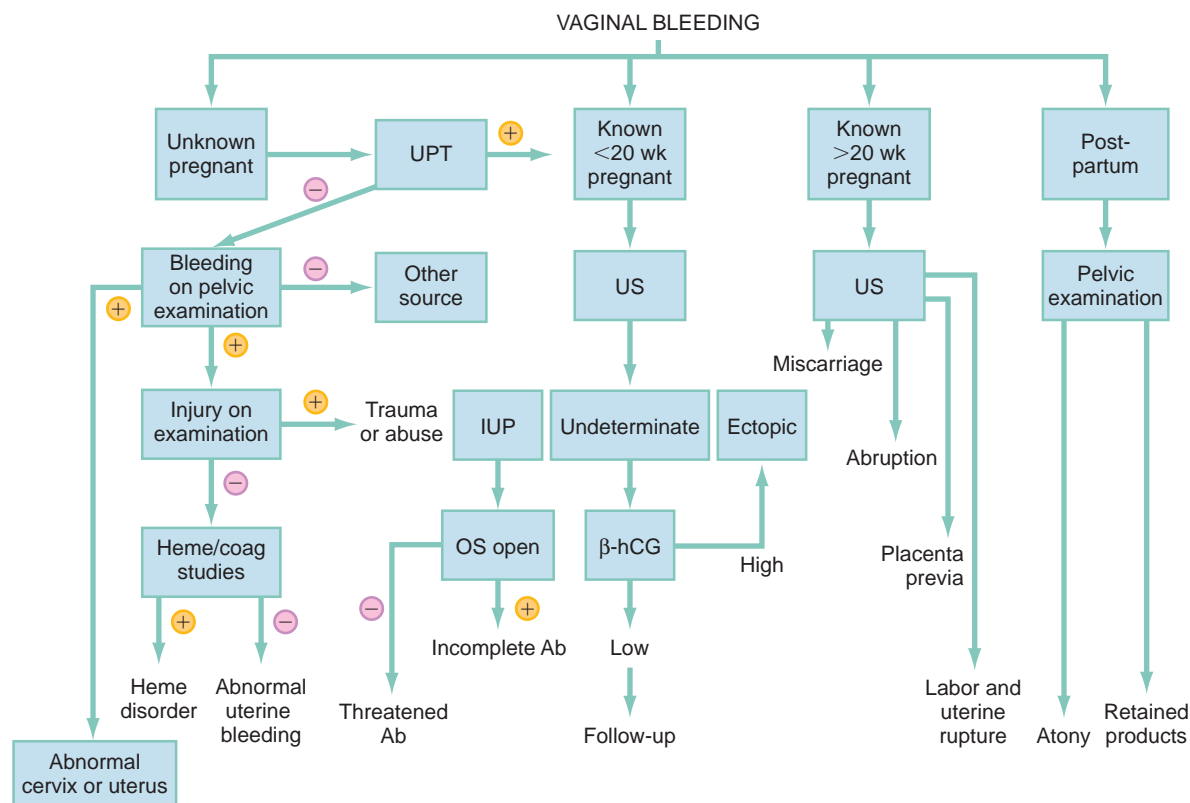 VAGINAL BLEEDING
Unknown
pregnant
UPT
+
Known
<20 wk
pregnant
Known
>20 wk
pregnant
Post-
partum
−
Bleeding
on pelvic
examination
−
Other
source
US
US
Pelvic
examination
+
+
Miscarriage
Injury on
examination
+
Trauma
or abuse
IUP
Undeterminate
Ectopic
Abruption
−
Heme/coag
studies
OS open
β-hCG
High
Placenta
previa
+
−
−
+
Incomplete Ab
Low
Heme
disorder
Abnormal
uterine
bleeding
Threatened
Ab
Follow-up
Labor and
uterine
rupture
Atony
Retained
products
Abnormal
cervix or uterus